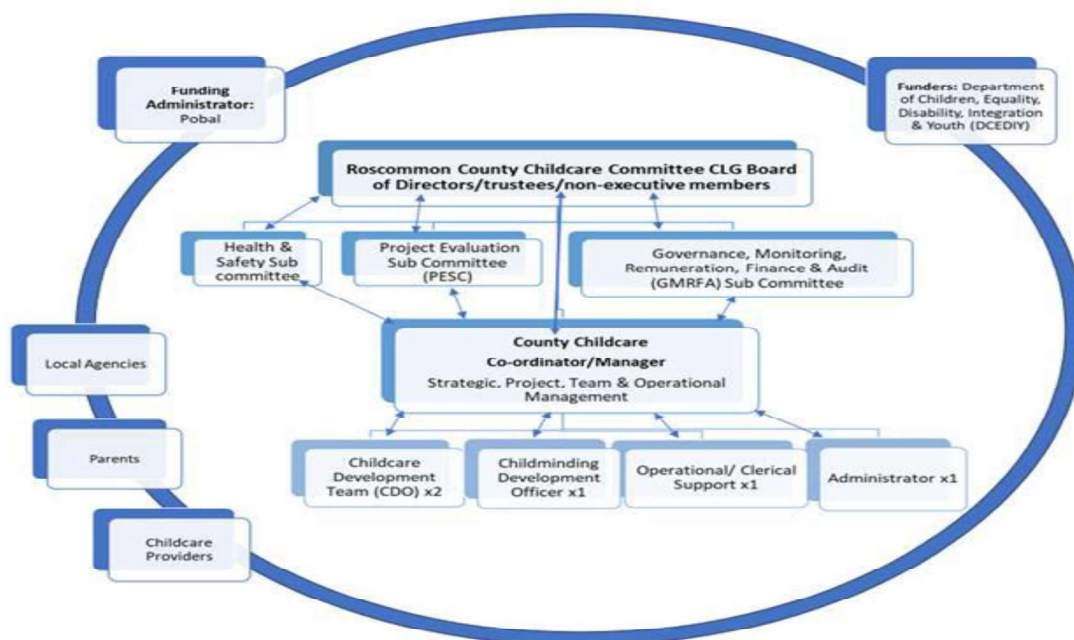 Funding
Administrator:
Pobal
Funders: Department
of Children, Equality,
Disability, Integration
& Youth (DCEDIY)
Roscommon County Childcare Committee CLG Board
of Directors/trustees/non-executive members
Health &
Safety Sub
committee
Project Evaluation
Sub Committee
(PESC)
Governance, Monitoring,
Remuneration, Finance & Audit
(GMRFA) Sub Committee
County Childcare
Co-ordinator/Manager
Strategic, Project, Team & Operational
Management
Local Agencies
Parents
Childcare
Providers
Childcare
Development
Team (CDO) x2
Childminding
Development
Officer x1
Operational/ Clerical
Support x1
Administrator x1